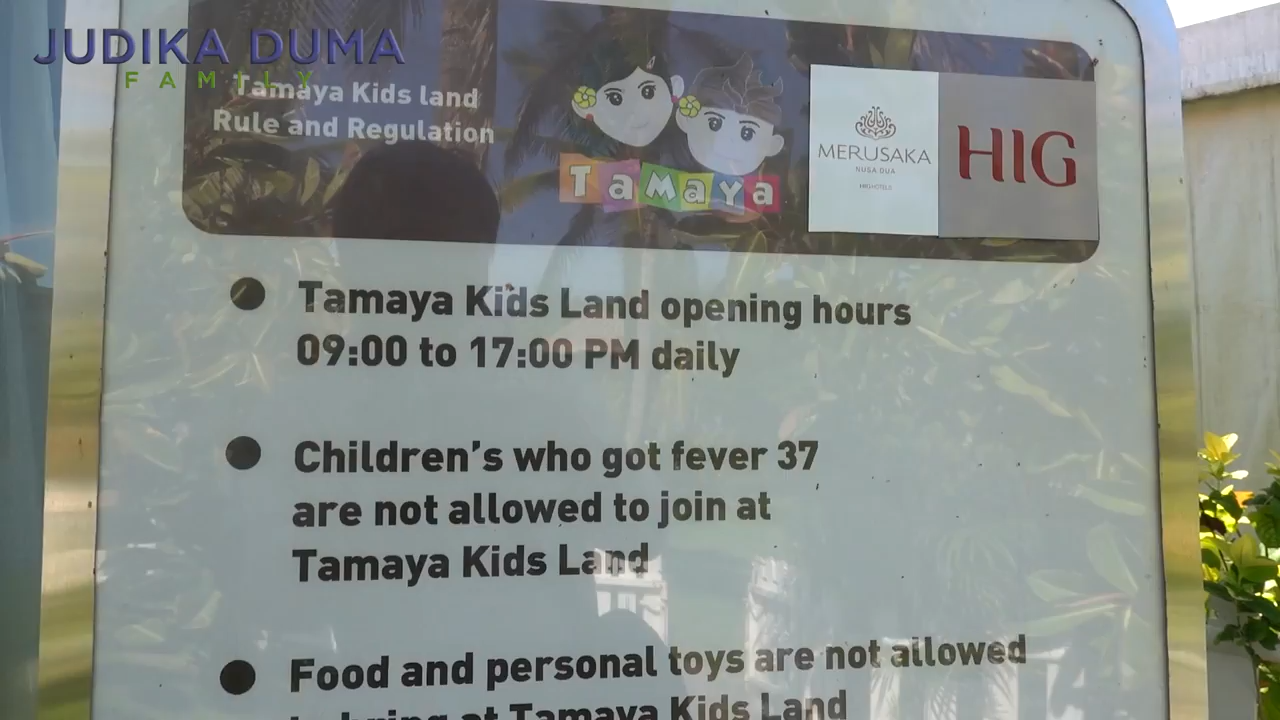 JUDIKA DUMA
FAMILY
Tamaya Kids land
Rule and Regulation
TaMaYa
MERUSAKA
NUSA DUA
HIG HOTELS
HIG
Tamaya Kids Land opening hours
09:00 to 17:00 PM daily
Children's who got fever 37
are not allowed to join at
Tamaya Kids Land
Food and personal toys are not allowed
to bring at Tamaya Kids Land